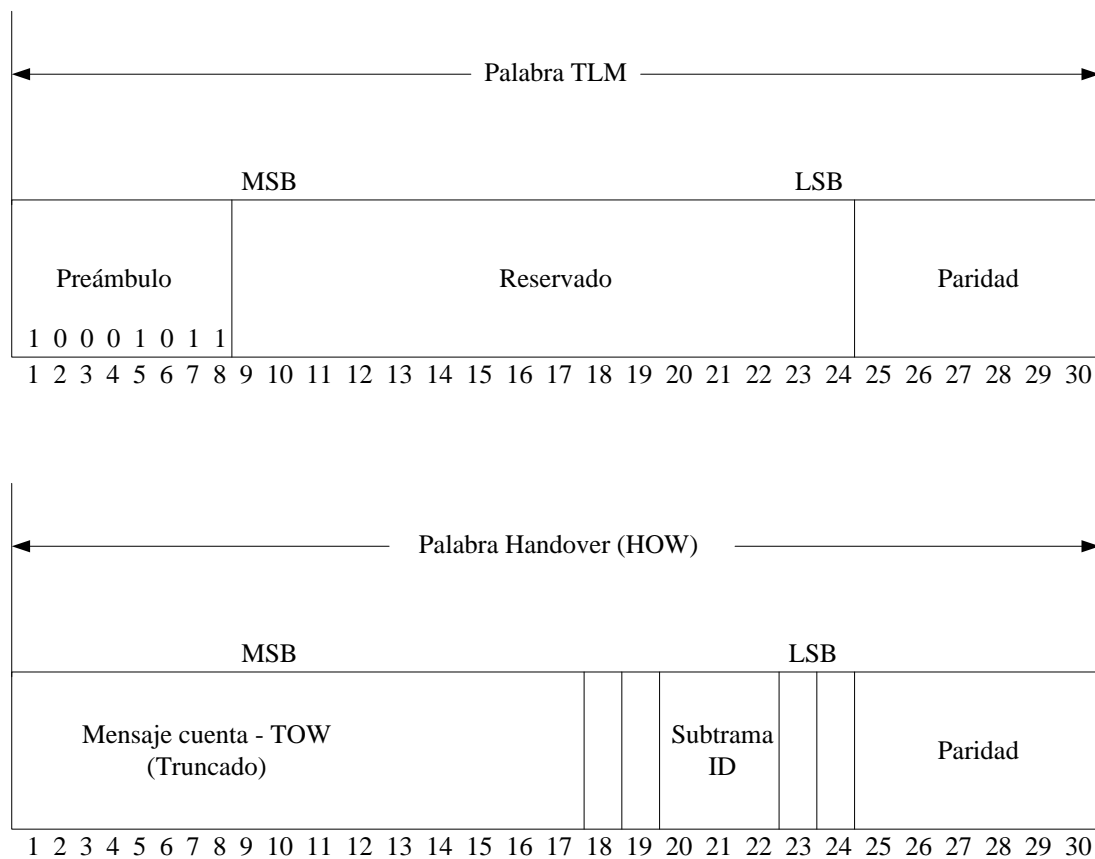 Palabra TLM
MSB LSB
Preámbulo Reservado Paridad
1 0 0 0 1 0 1 1
1 2 3 4 5 6 7 8 9 10 11 12 13 14 15 16 17 18 19 20 21 22 23 24 25 26 27 28 29 30
Palabra Handover (HOW)
MSB LSB
Mensaje cuenta - TOW
(Truncado)
Subtrama
ID
Paridad
1 2 3 4 5 6 7 8 9 10 11 12 13 14 15 16 17 18 19 20 21 22 23 24 25 26 27 28 29 30